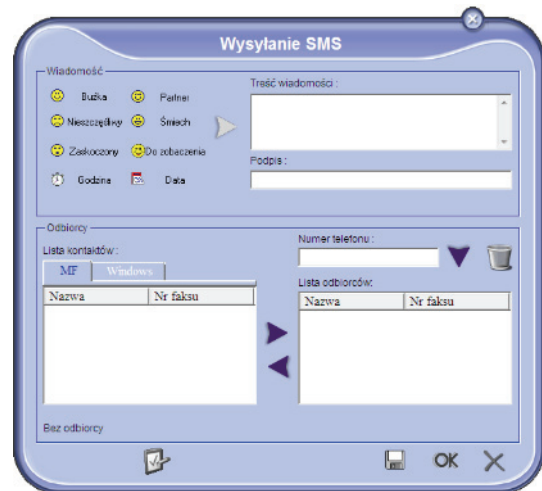 Wysyłanie SMS
Wiadomość
Buźka
Partner
Nieszczęśliwy
Śmiech
Zaskoczony
Do zobaczenia
Godzina
Data
Treść wiadomości :
Podpis :
Odbiorcy
Lista kontaktów :
MF
Windows
Nazwa
Nr faksu
Numer telefonu :
Lista odbiorców:
Nazwa
Nr faksu
Bez odbiorcy
OK